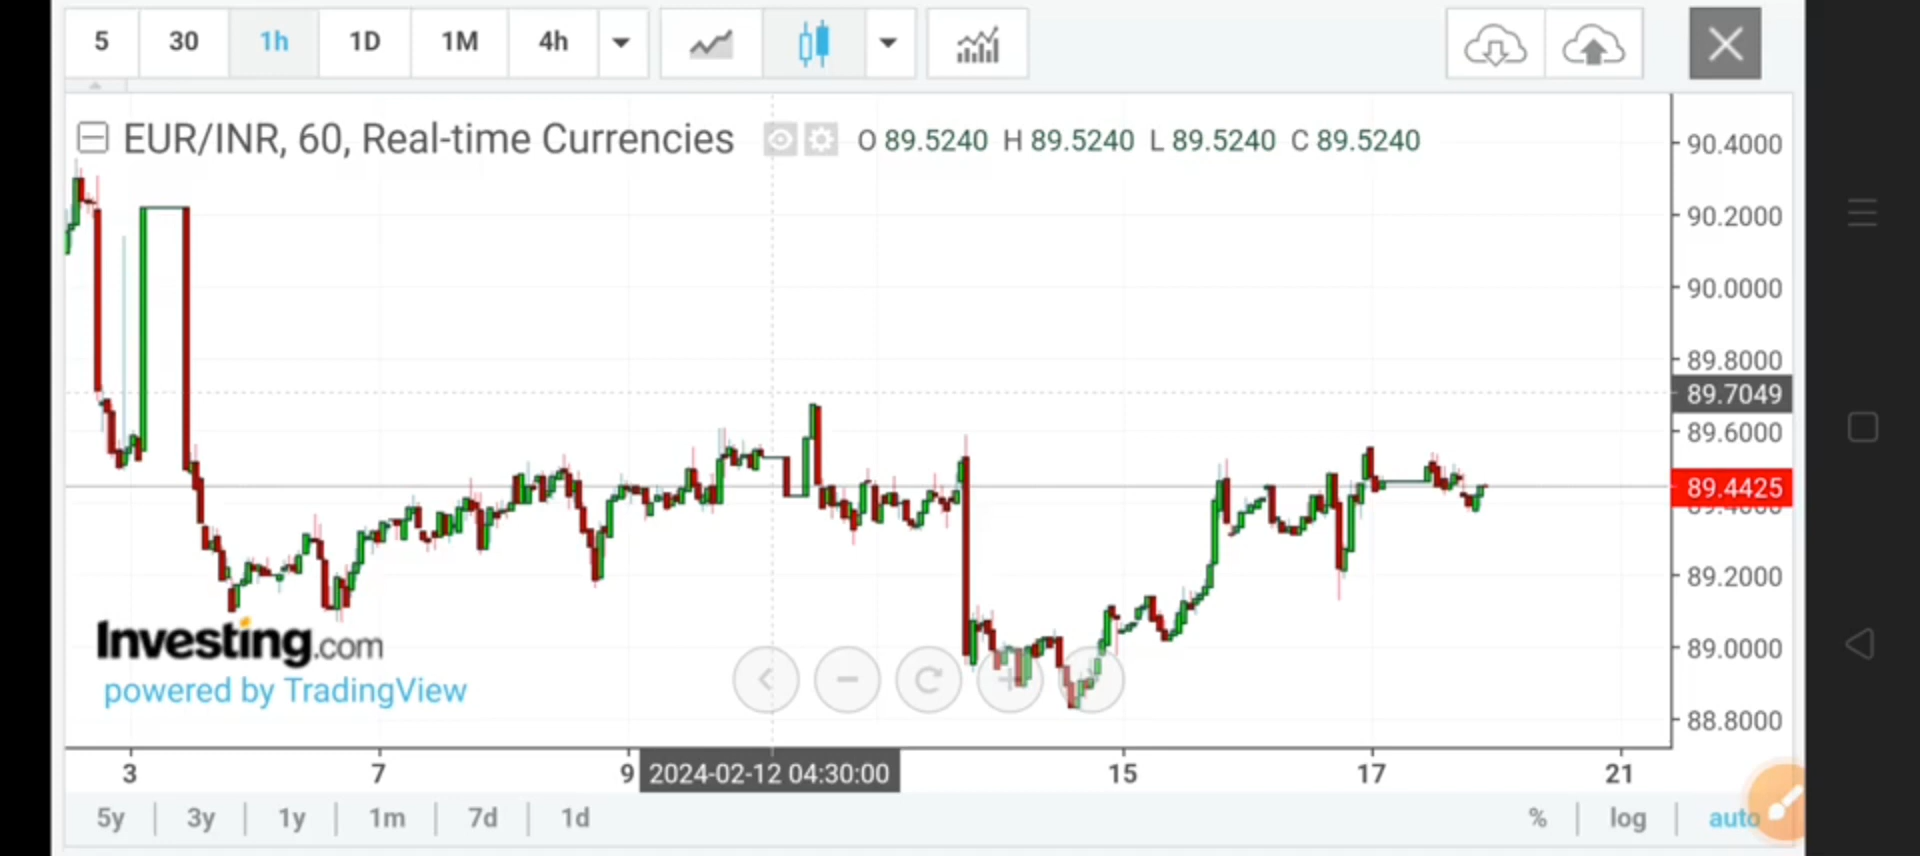 5 30 1h 1D 1M 4h
EUR/INR, 60, Real-time Currencies O 89.5240 H 89.5240 L 89.5240 C 89.5240
90.4000
90.2000
90.0000
89.8000
89.7049
89.6000
89.4425
89.2000
89.0000
88.8000
Investing.com
powered by TradingView
3 7 9 2024-02-12 04:30:00 15 17 21
5y 3y 1y 1m 7d 1d % log auto